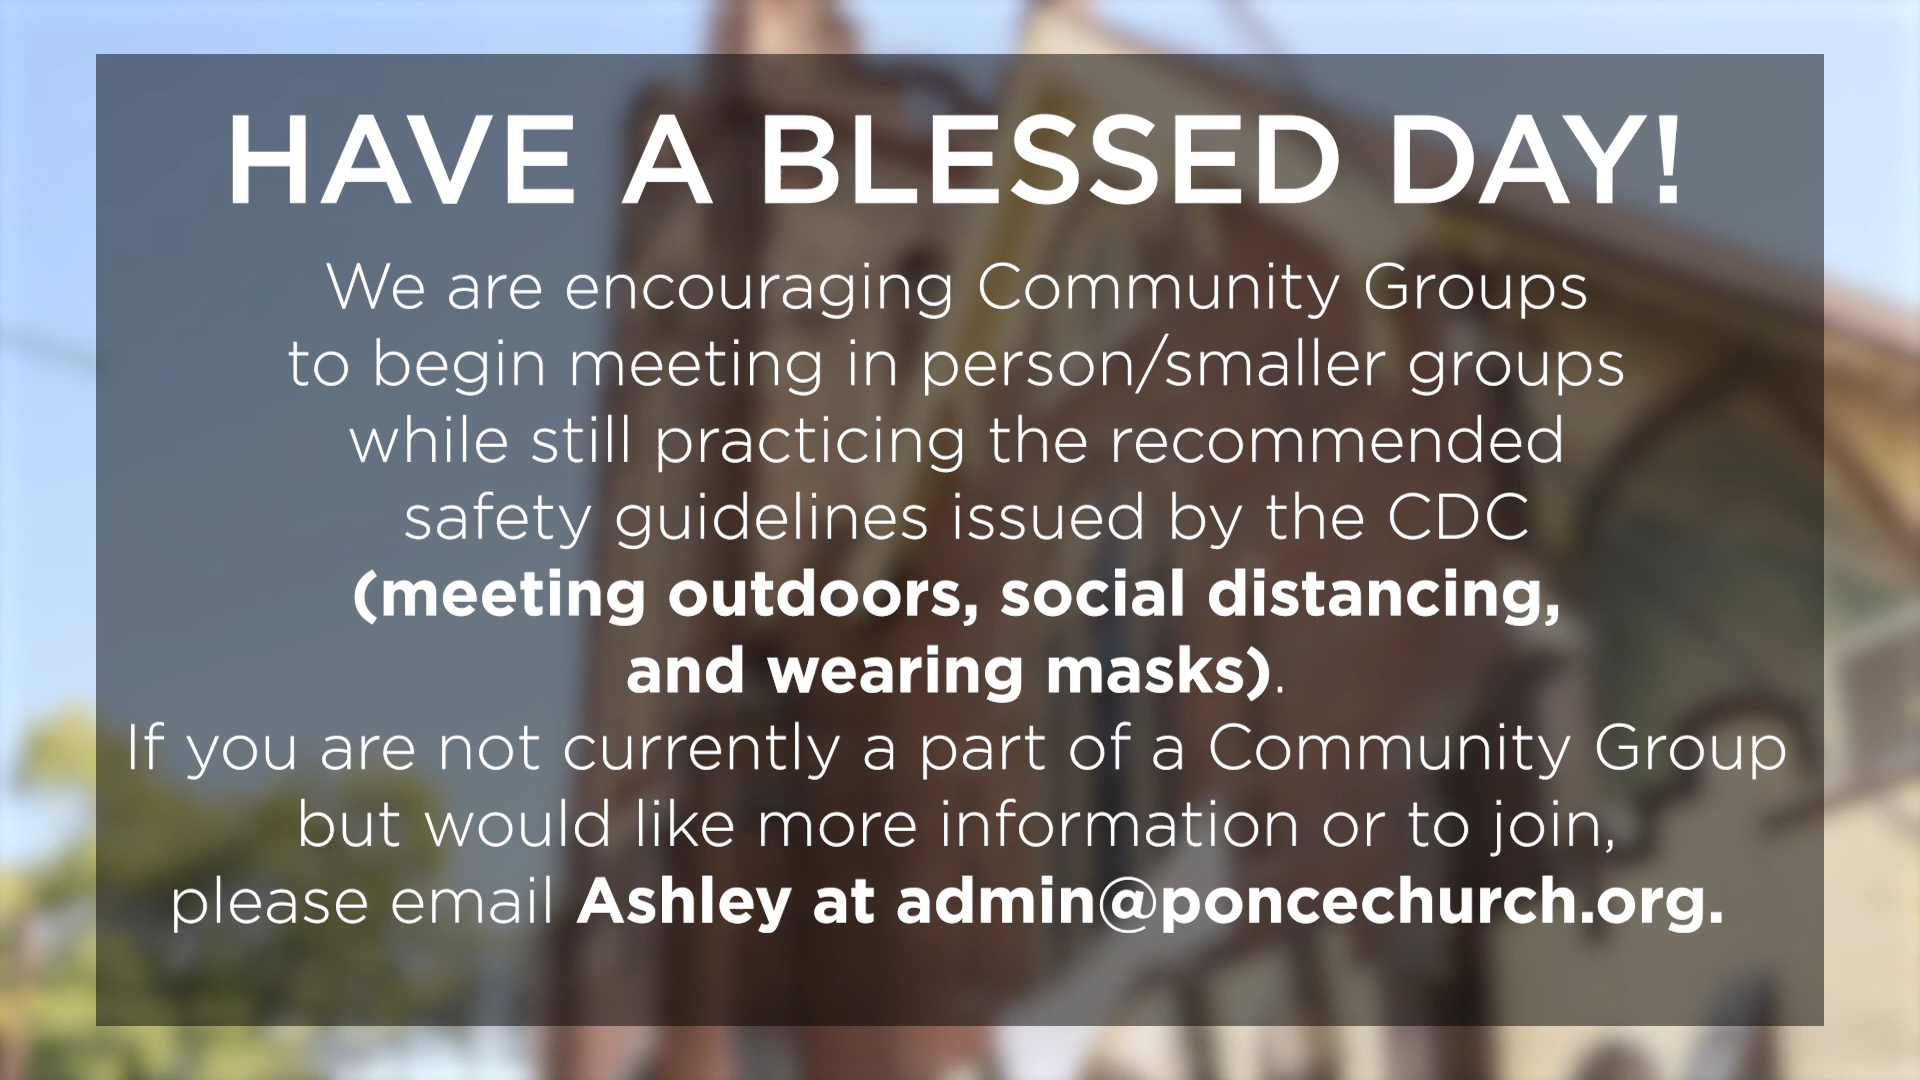 HAVE A BLESSED DAY!
We are encouraging Community Groups
to begin meeting in person/smaller groups
while still practicing the recommended
safety guidelines issued by the CDC
(meeting outdoors, social distancing,
and wearing masks).
If you are not currently a part of a Community Group
but would like more information or to join,
please email Ashley at admin@poncechurch.org.